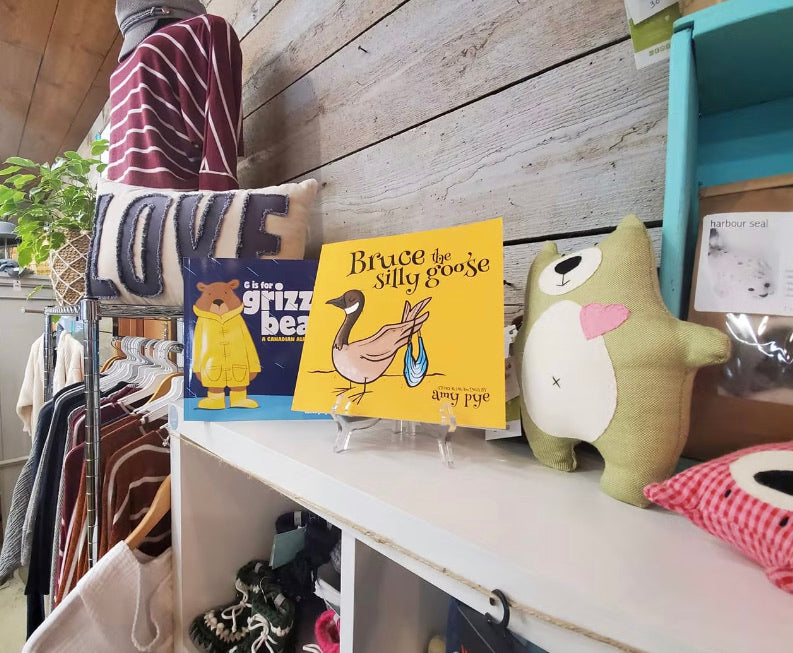 LOVE
G is for
grizz
bea
A CANADIAN AL
Bruce the
silly goose
amy pye
harbour seal